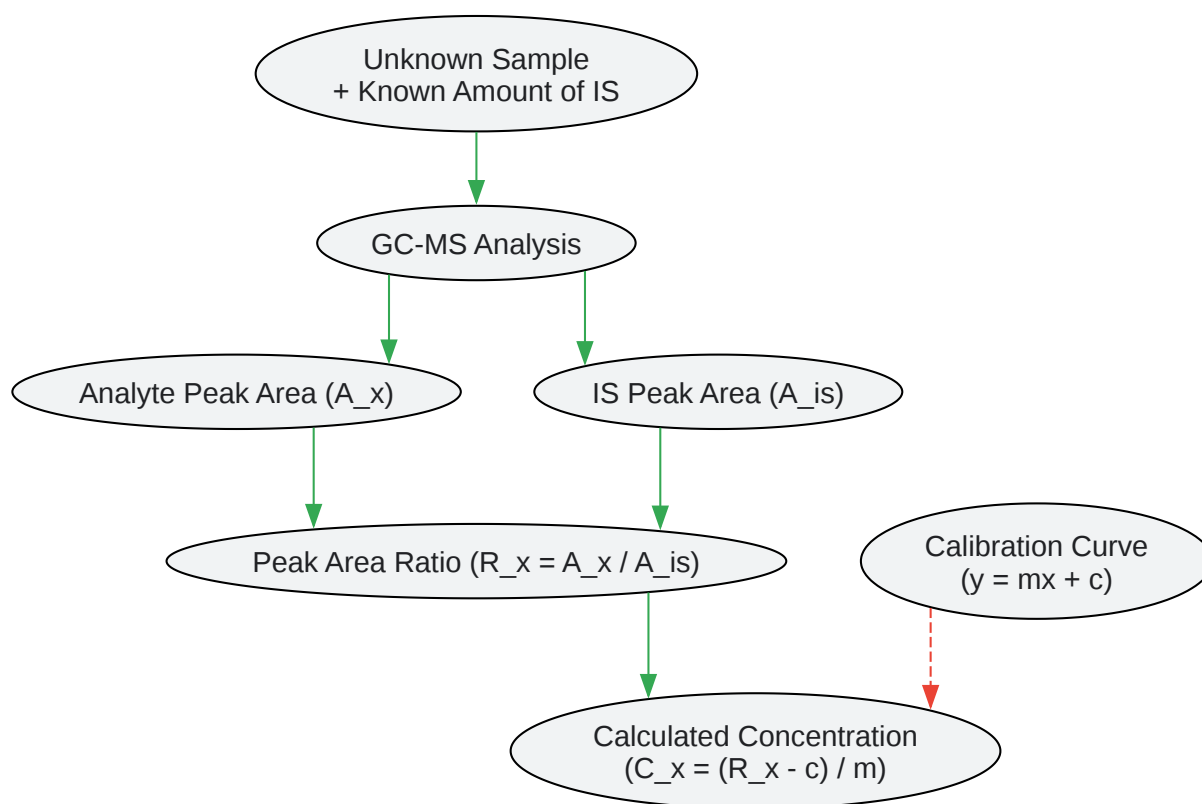 Unknown Sample
+ Known Amount of IS
GC-MS Analysis
Analyte Peak Area (A_x)
IS Peak Area (A_is)
Peak Area Ratio (R_x = A_x / A_is)
Calibration Curve
(y = mx + c)
Calculated Concentration
(C_x = (R_x - c) / m)